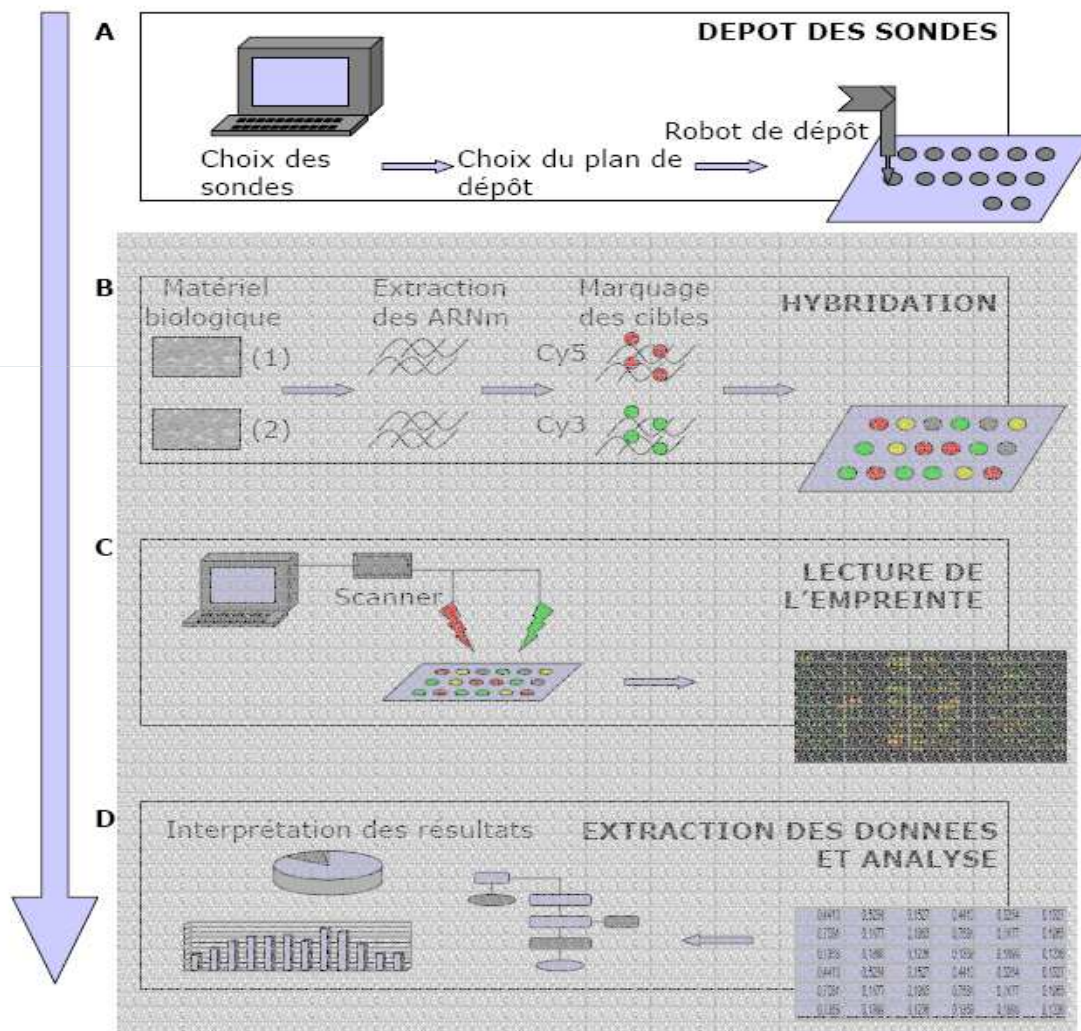 A
DEPOT DES SONDES
Robot de dépôt
Choix des
sondes
Choix du plan de
dépôt
B
Matériel
biologique
Extraction
des ARNm
Marquage
des cibles
HYBRIDATION
(1)
Cy5
(2)
Cy3
C
LECTURE DE
L'EMPREINTE
Scanner
D
Interprétation des résultats
EXTRACTION DES DONNEES
ET ANALYSE